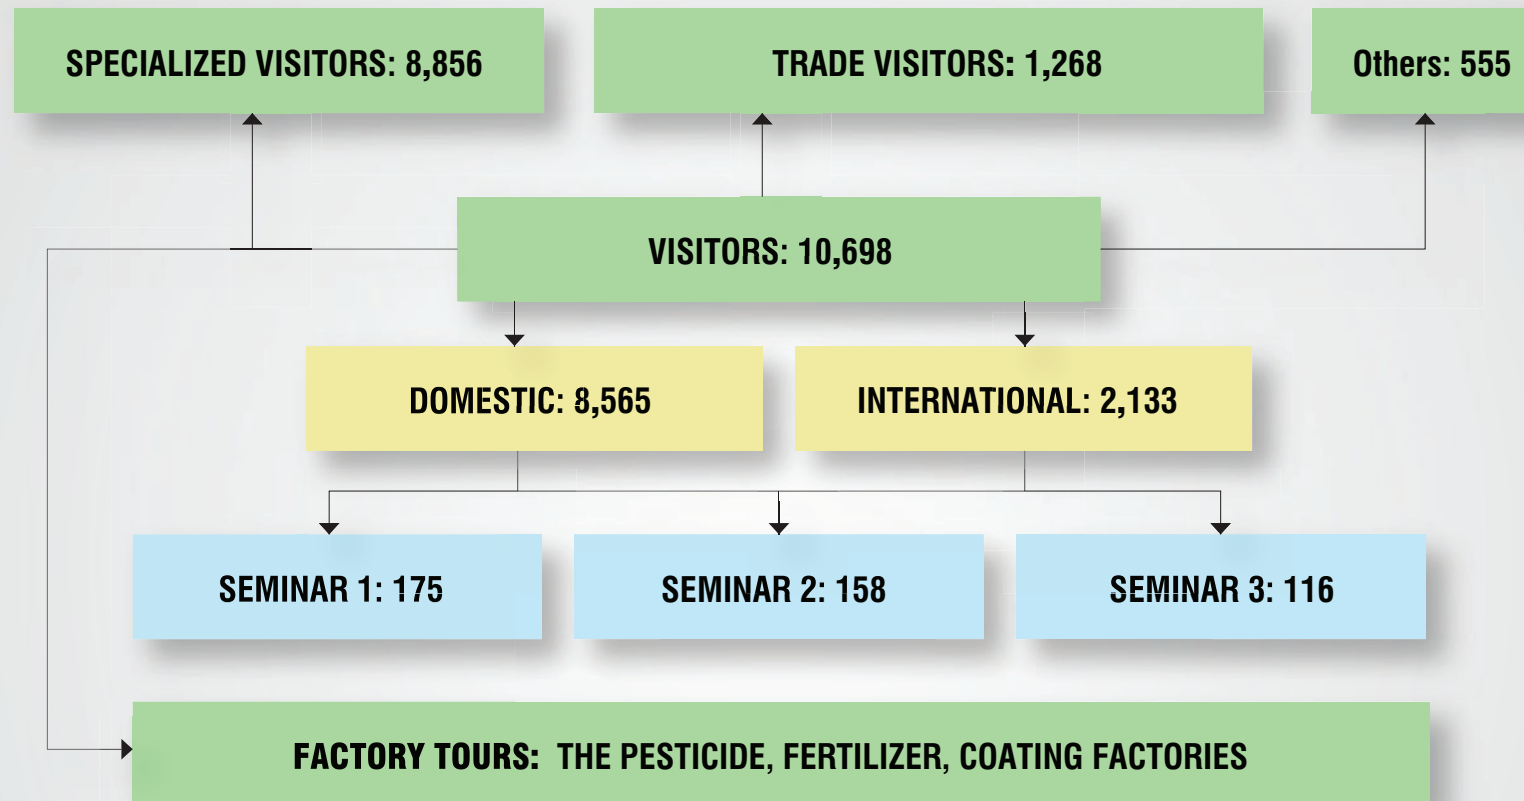 SPECIALIZED VISITORS: 8,856
TRADE VISITORS: 1,268
Others: 555
VISITORS: 10,698
DOMESTIC: 8,565
INTERNATIONAL: 2,133
SEMINAR 1: 175
SEMINAR 2: 158
SEMINAR 3: 116
FACTORY TOURS: THE PESTICIDE, FERTILIZER, COATING FACTORIES